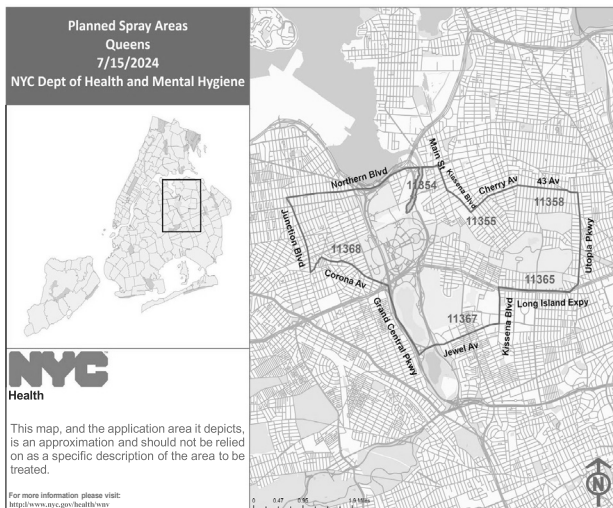 Planned Spray Areas
Queens
7/15/2024
NYC Dept of Health and Mental Hygiene
NYC
Health
This map, and the application area it depicts,
is an approximation and should not be relied
on as a specific description of the area to be
treated.
For more information please visit:
http://www.nyc.gov/health/wnv
Northern Blvd
Main St
Kissena Blvd
Cherry Av
43 Av
11354
11355
11358
Junction Blvd
11368
Utopia Pkwy
Corona Av
11365
Grand Central Pkwy
11367
Kissena Blvd
Long Island Expy
Jewel Av
N
0 0.47 0.95 1.9 Miles